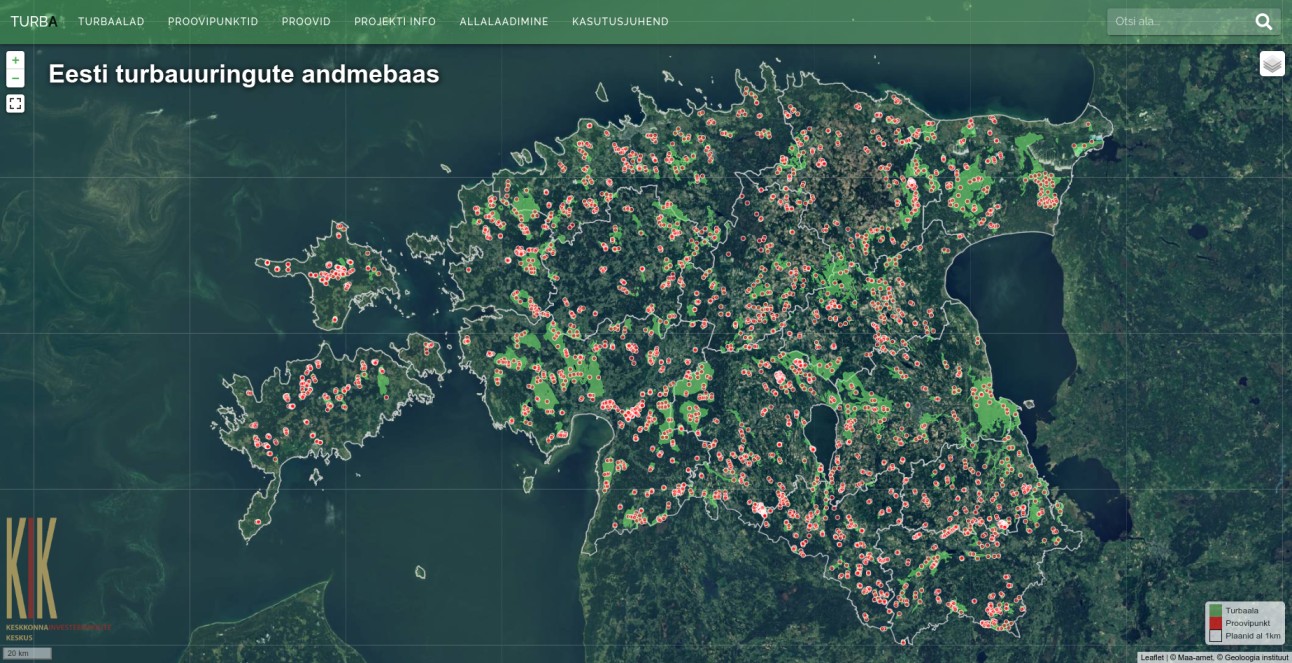 TURBA TURBAALAD PROOVIPUNKTID PROOVID PROJEKTI INFO ALLALAADIMINE KASUTUSJUHEND Otsi ala...
+
−
Eesti turbauuringute andmebaas
KIK
KESKKONNAINVESTEERINGUTE
KESKUS
20 km
Turbaala
Proovipunkt
Plaanid al 1km
Leaflet | © Maa-amet, © Geoloogia instituut